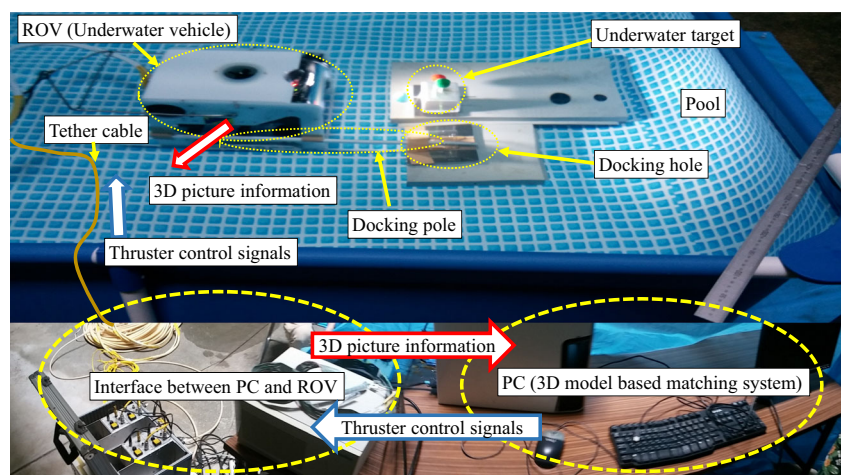 ROV (Underwater vehicle)
Underwater target
Pool
Tether cable
Docking hole
3D picture information
Docking pole
Thruster control signals
3D picture information
Interface between PC and ROV
PC (3D model based matching system)
Thruster control signals